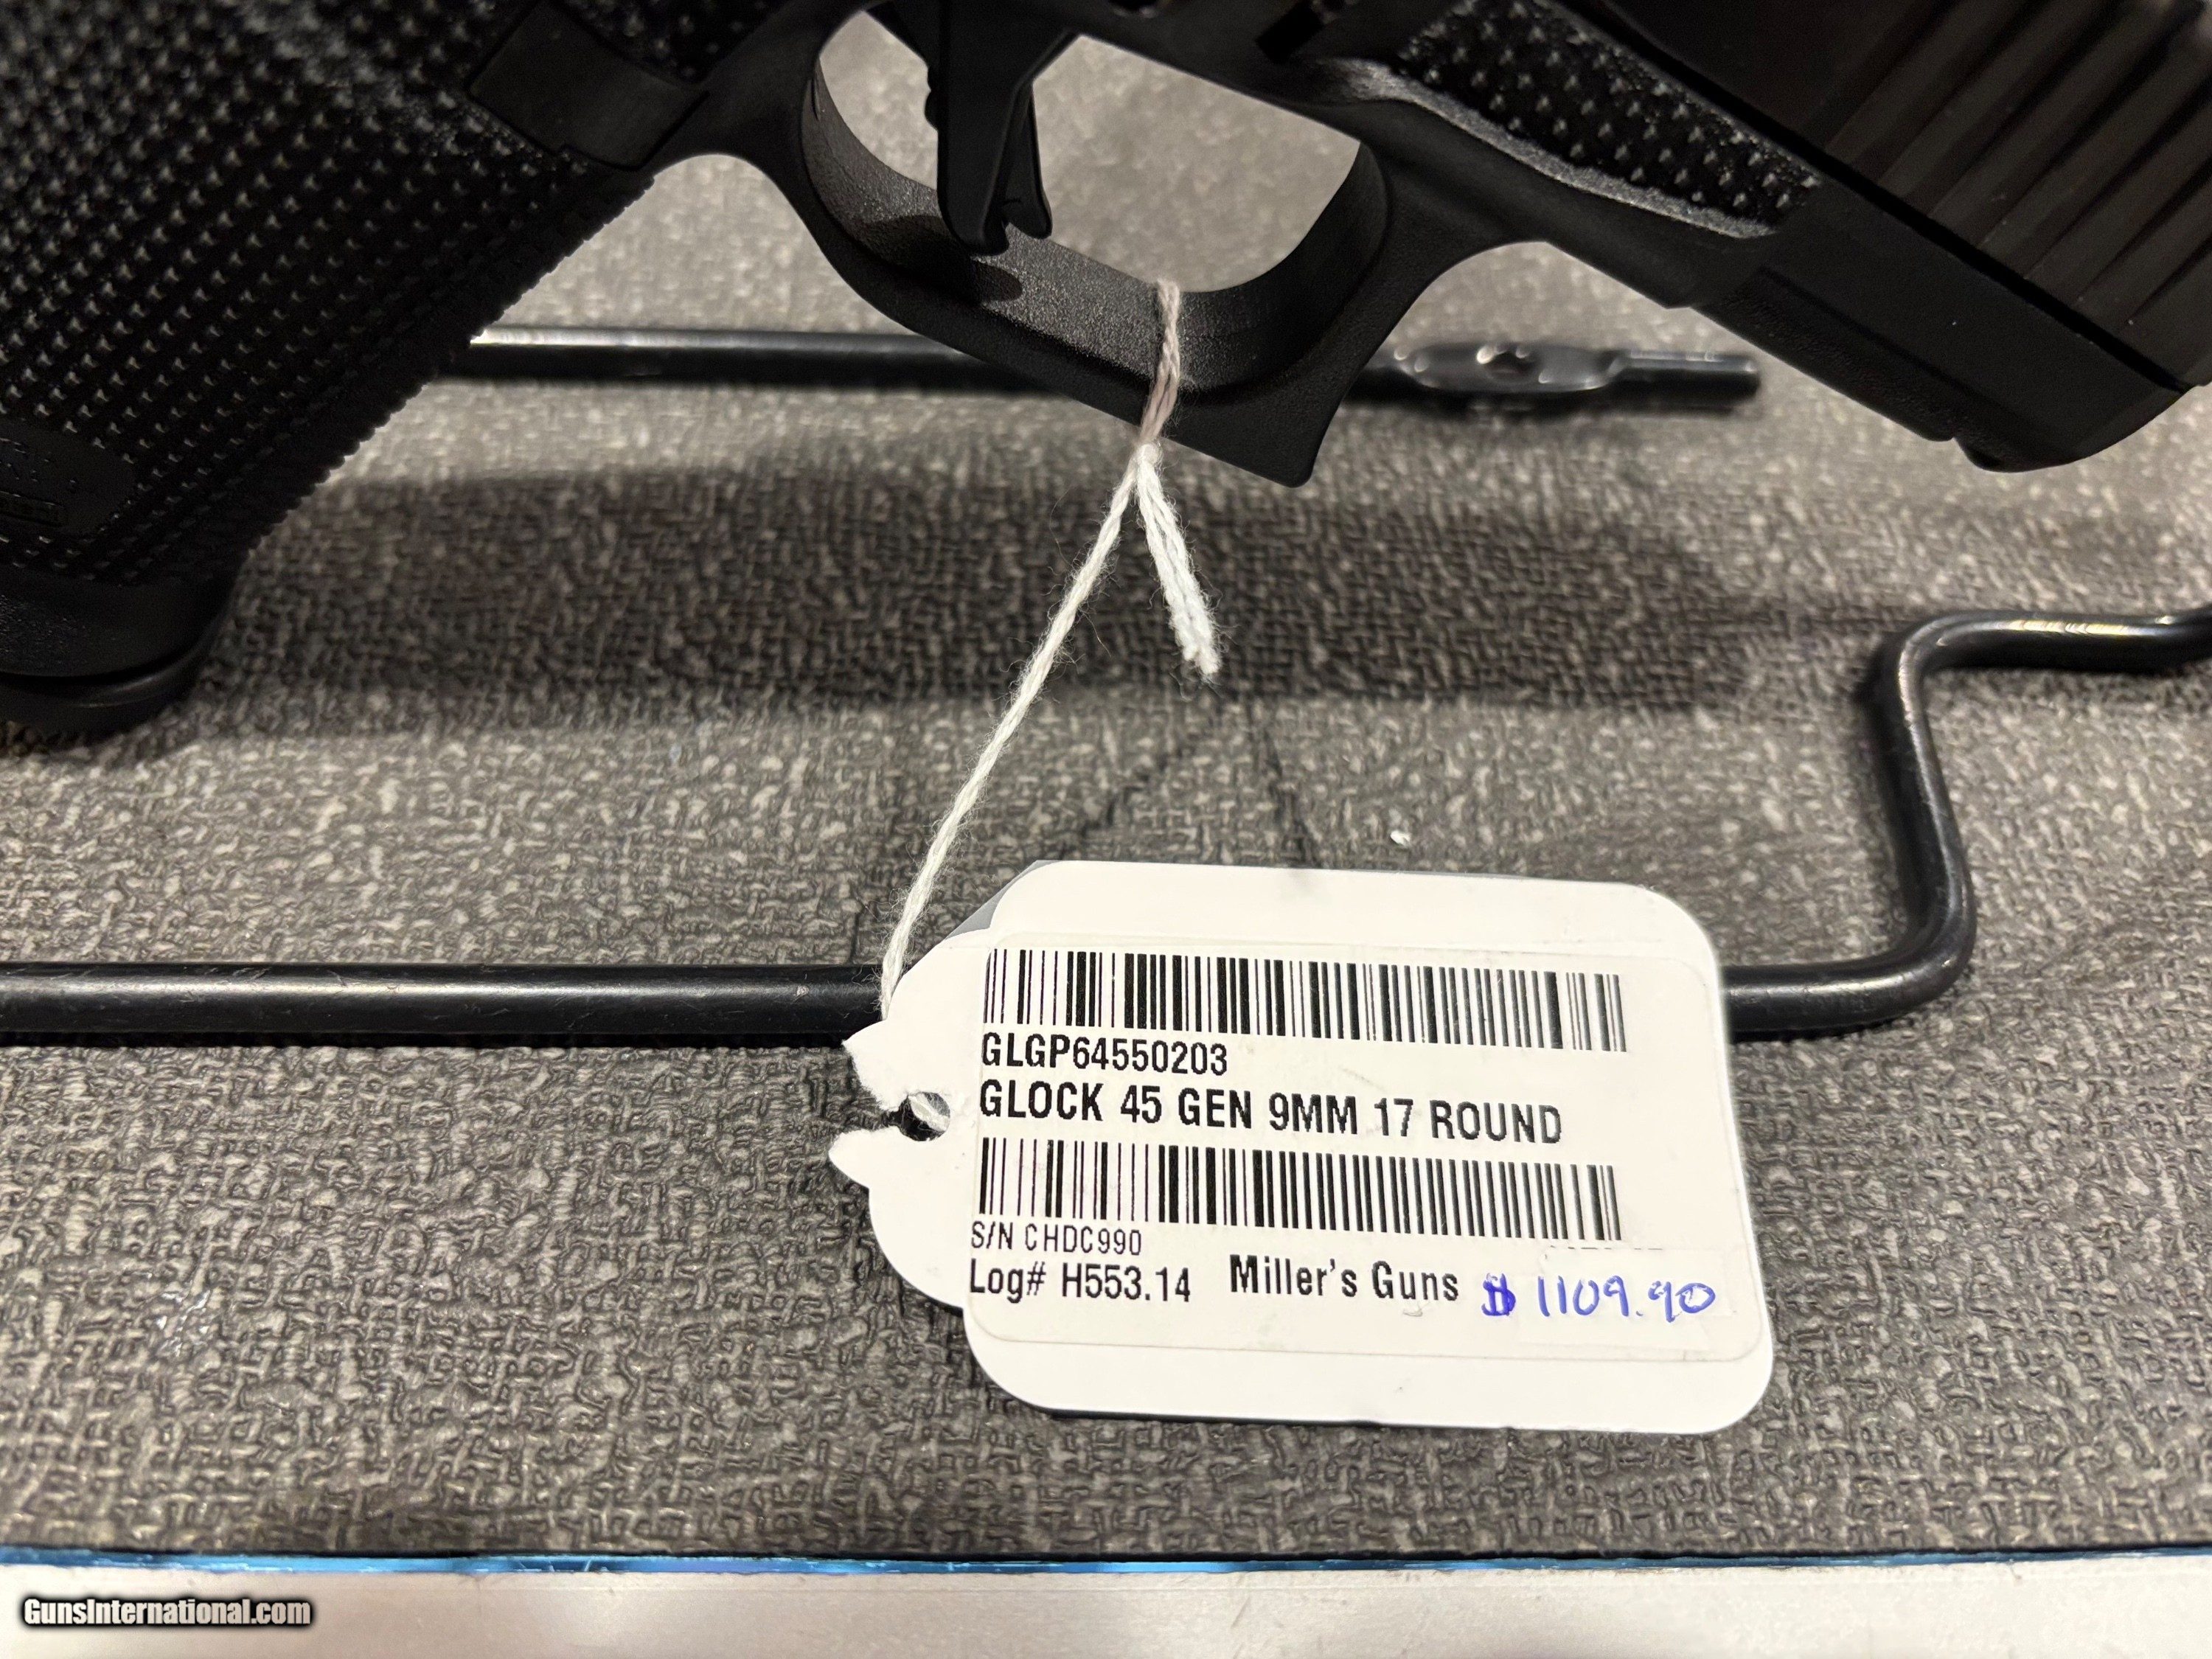 GLGP64550203
GLOCK 45 GEN 9MM 17 ROUND
S/N CHDC990
Log# H553.14 Miller's Guns $ 1109.90
GunsInternational.com